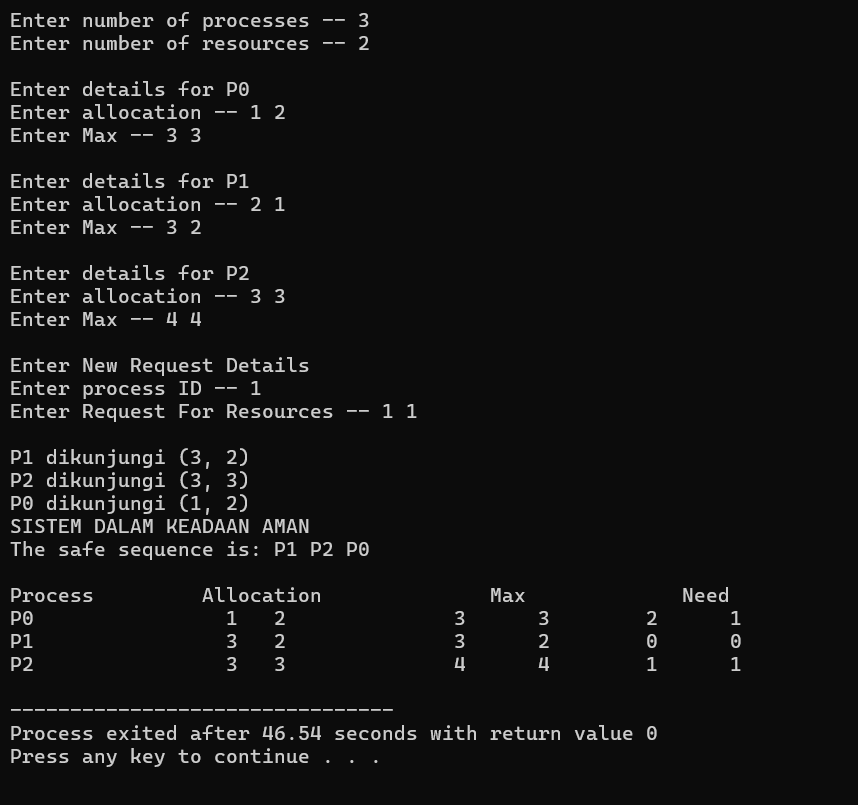 Enter number of processes -- 3
Enter number of resources -- 2
Enter details for P0
Enter allocation -- 1 2
Enter Max -- 3 3
Enter details for P1
Enter allocation -- 2 1
Enter Max -- 3 2
Enter details for P2
Enter allocation -- 3 3
Enter Max -- 4 4
Enter New Request Details
Enter process ID -- 1
Enter Request For Resources -- 1 1
P1 dikunjungi (3, 2)
P2 dikunjungi (3, 3)
P0 dikunjungi (1, 2)
SISTEM DALAM KEADAAN AMAN
The safe sequence is: P1 P2 P0
Process Allocation Max Need
P0 1 2 3 3 2 1
P1 3 2 3 2 0 0
P2 3 3 4 4 1 1
--------------------------------
Process exited after 46.54 seconds with return value 0
Press any key to continue . . .